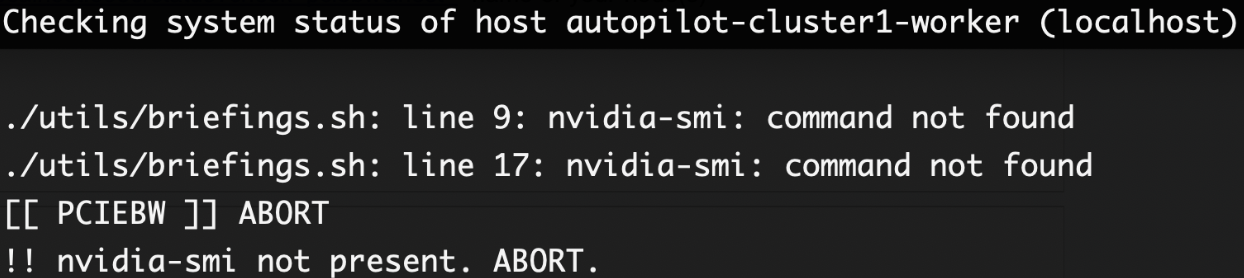 Checking system status of host autopilot-cluster1-worker (localhost)
./utils/briefings.sh: line 9: nvidia-smi: command not found
./utils/briefings.sh: line 17: nvidia-smi: command not found
[[ PCIEBW ]] ABORT
!! nvidia-smi not present. ABORT.